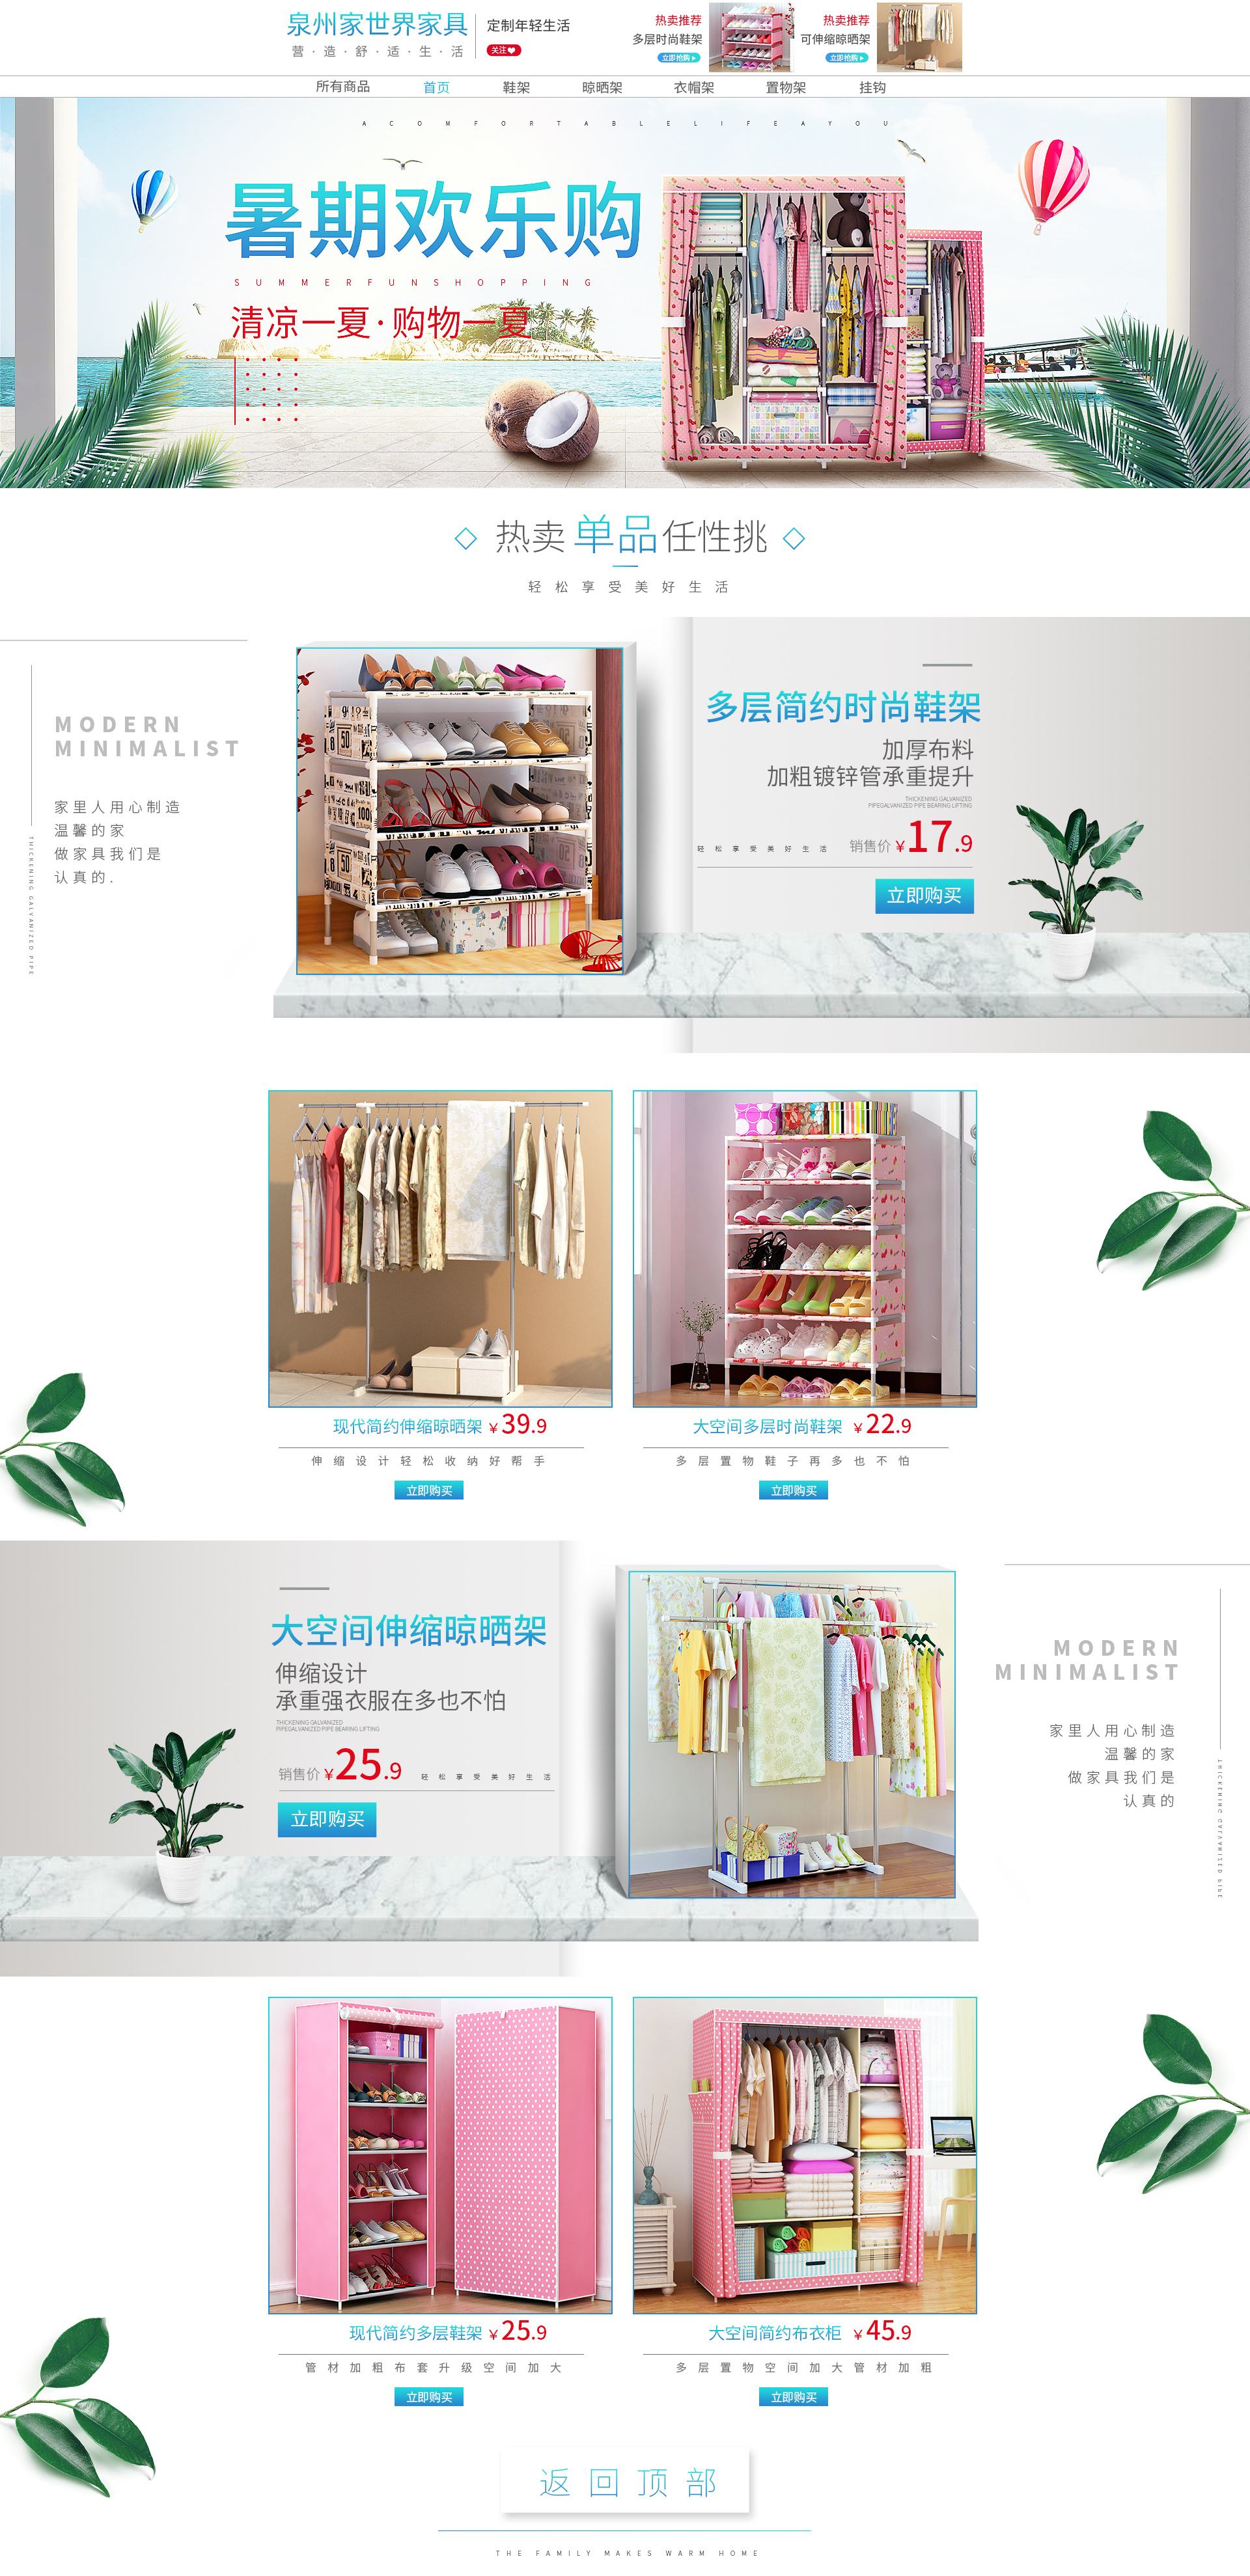 泉州家世界家具
营·造·舒·适·生·活
定制年轻生活
关注
热卖推荐
多层时尚鞋架
立即抢购
热卖推荐
可伸缩晾晒架
立即抢购
所有商品 首页 鞋架 晾晒架 衣帽架 置物架 挂钩
A COMFORTABLE LIFE A YOU
暑期欢乐购
SUMMER FUN SHOPPING
清凉一夏·购物一夏
热卖单品任性挑
轻松享受美好生活
MODERN
MINIMALIST
家里人用心制造
温馨的家
做家具我们是
认真的.
THICKENING GALVANIZED PIPE
多层简约时尚鞋架
加厚布料
加粗镀锌管承重提升
THICKENING GALVANIZED
PIPEGALVANIZED PIPE BEARING LIFTING
轻松享受美好生活 销售价 ¥17.9
立即购买
现代简约伸缩晾晒架 ¥39.9
伸缩设计轻松收纳好帮手
立即购买
大空间多层时尚鞋架 ¥22.9
多层置物鞋子再多也不怕
立即购买
大空间伸缩晾晒架
伸缩设计
承重强衣服在多也不怕
THICKENING GALVANIZED
PIPEGALVANIZED PIPE BEARING LIFTING
销售价 ¥25.9 轻松享受美好生活
立即购买
MODERN
MINIMALIST
家里人用心制造
温馨的家
做家具我们是
认真的
THICKENING GALVANIZED PIPE
现代简约多层鞋架 ¥25.9
管材加粗布套升级空间加大
立即购买
大空间简约布衣柜 ¥45.9
多层置物空间加大管材加粗
立即购买
返回顶部
THE FAMILY MAKES WARM HOME